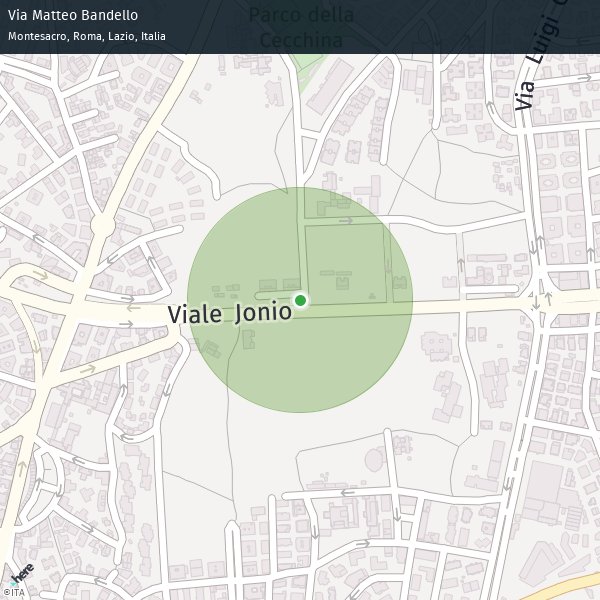 Via Matteo Bandello
Montesacro, Roma, Lazio, Italia
Parco della
Cecchina
Via Luigi
Viale Jonio
here
©ITA